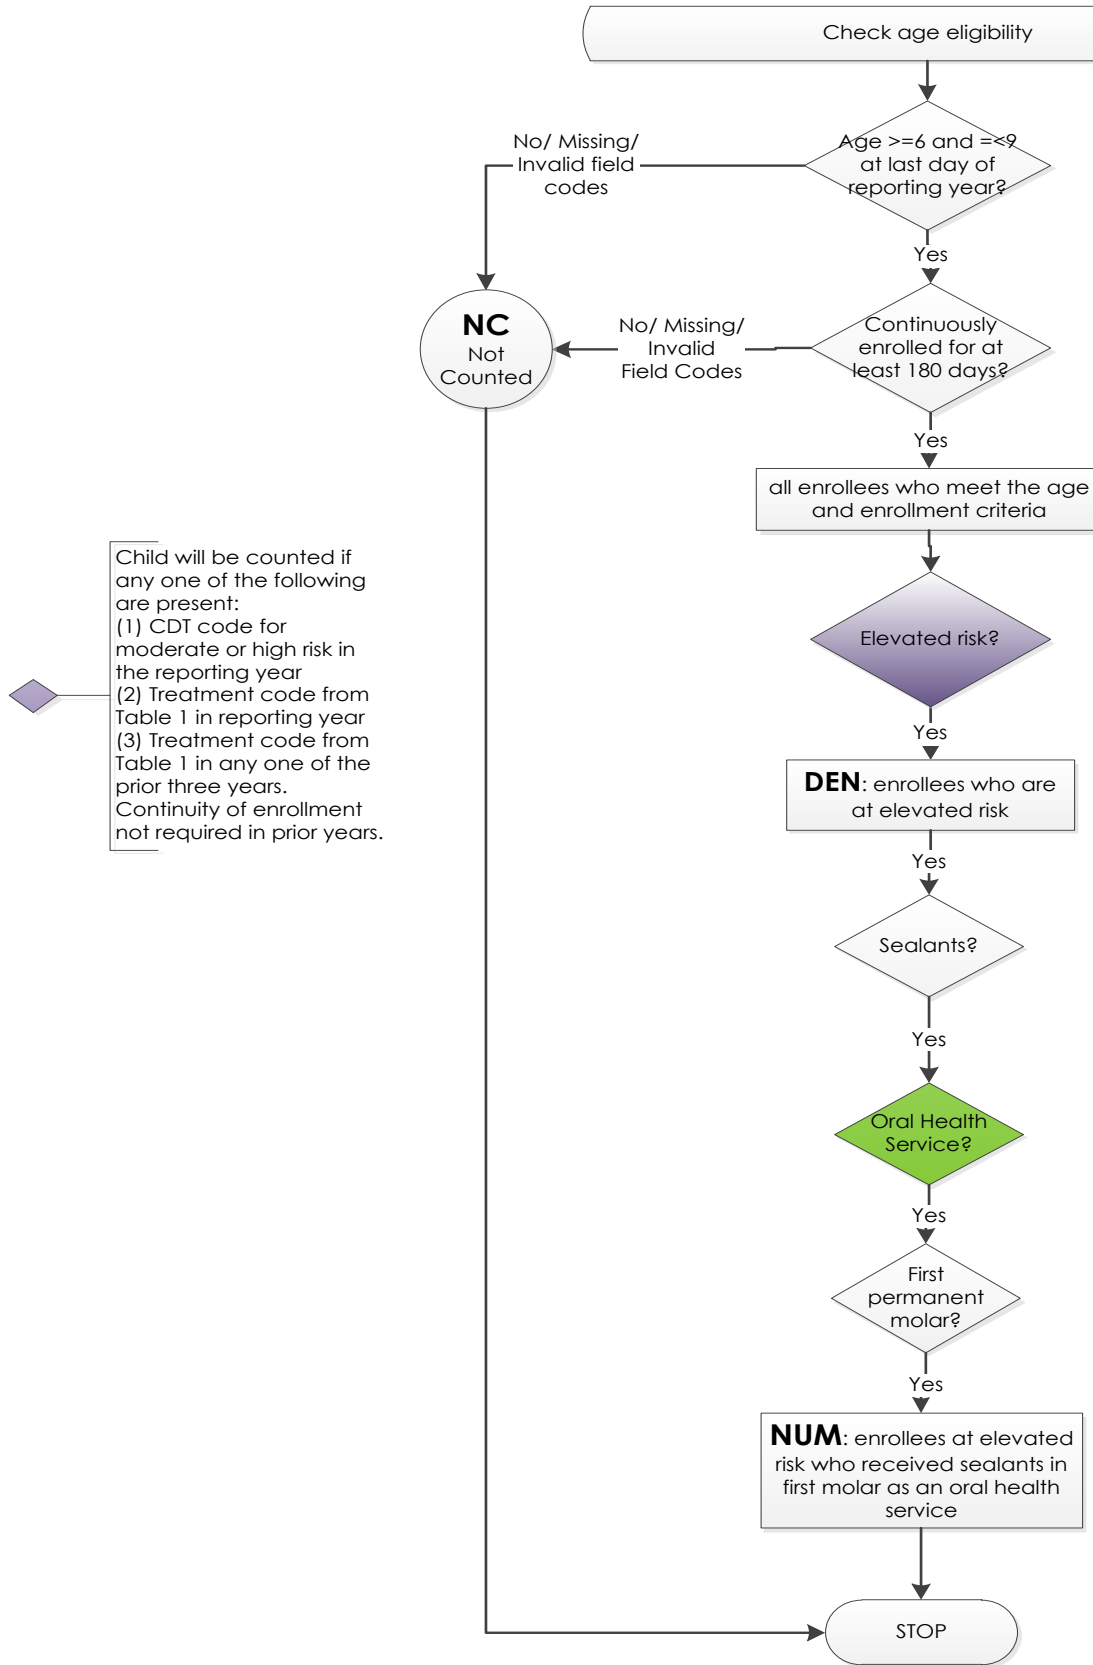 Check age eligibility
Age >=6 and =<9
at last day of
reporting year?
No/ Missing/
Invalid field
codes
Yes
NC
Not
Counted
No/ Missing/
Invalid
Field Codes
Continuously
enrolled for at
least 180 days?
Yes
all enrollees who meet the age
and enrollment criteria
Child will be counted if
any one of the following
are present:
(1) CDT code for
moderate or high risk in
the reporting year
(2) Treatment code from
Table 1 in reporting year
(3) Treatment code from
Table 1 in any one of the
prior three years.
Continuity of enrollment
not required in prior years.
Elevated risk?
Yes
DEN: enrollees who are
at elevated risk
Yes
Sealants?
Yes
Oral Health
Service?
Yes
First
permanent
molar?
Yes
NUM: enrollees at elevated
risk who received sealants in
first molar as an oral health
service
STOP